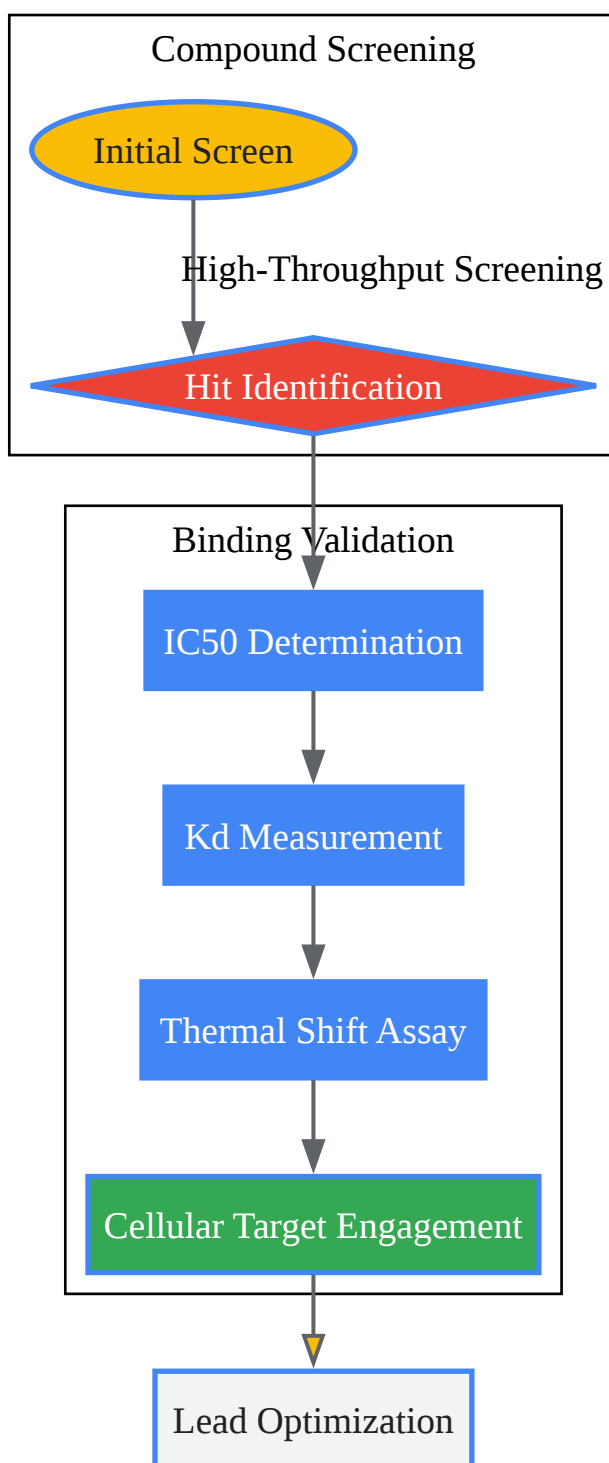 Compound Screening
Initial Screen
High-Throughput Screening
Hit Identification
Binding Validation
IC50 Determination
Kd Measurement
Thermal Shift Assay
Cellular Target Engagement
Lead Optimization